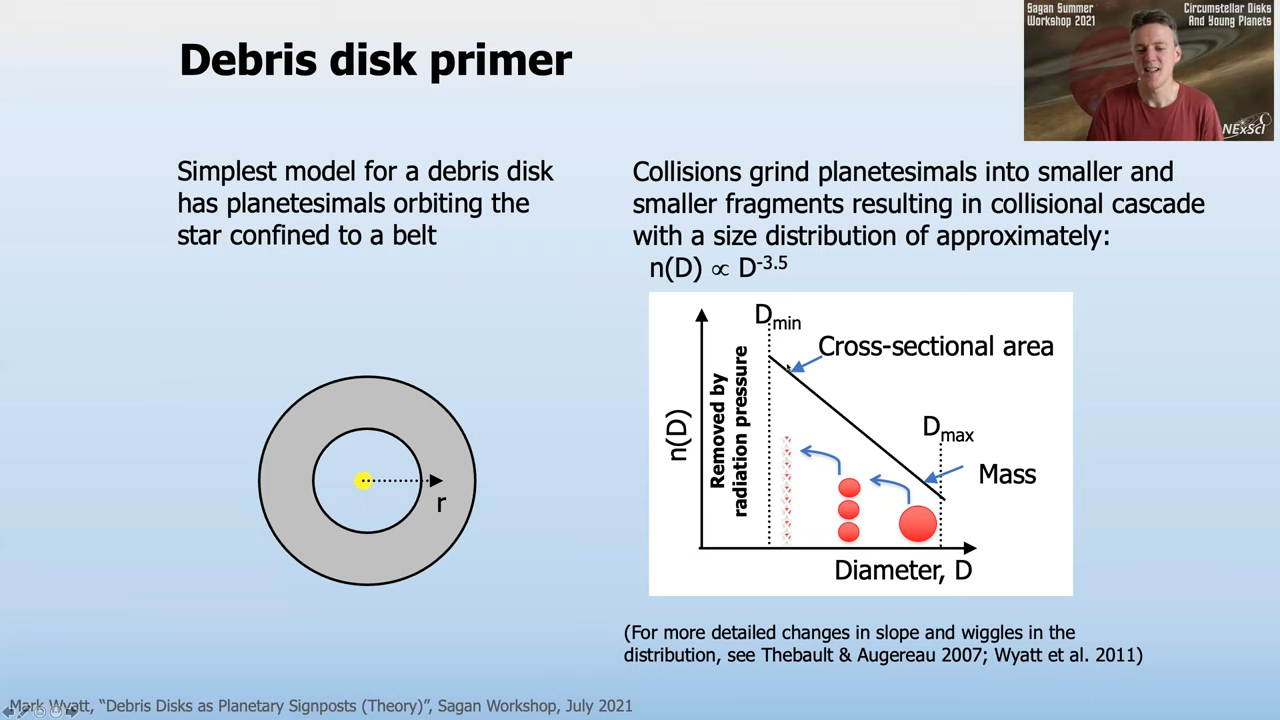 Debris disk primer
Sagan Summer
Workshop 2021
Circumstellar Disks
And Young Planets
NExScI
Simplest model for a debris disk
has planetesimals orbiting the
star confined to a belt
r
Collisions grind planetesimals into smaller and
smaller fragments resulting in collisional cascade
with a size distribution of approximately:
n(D) ∝ D-3.5
Dmin
Cross-sectional area
Removed by
radiation pressure
n(D)
Dmax
Mass
Diameter, D
(For more detailed changes in slope and wiggles in the
distribution, see Thebault & Augereau 2007; Wyatt et al. 2011)
Mark Wyatt, “Debris Disks as Planetary Signposts (Theory)”, Sagan Workshop, July 2021